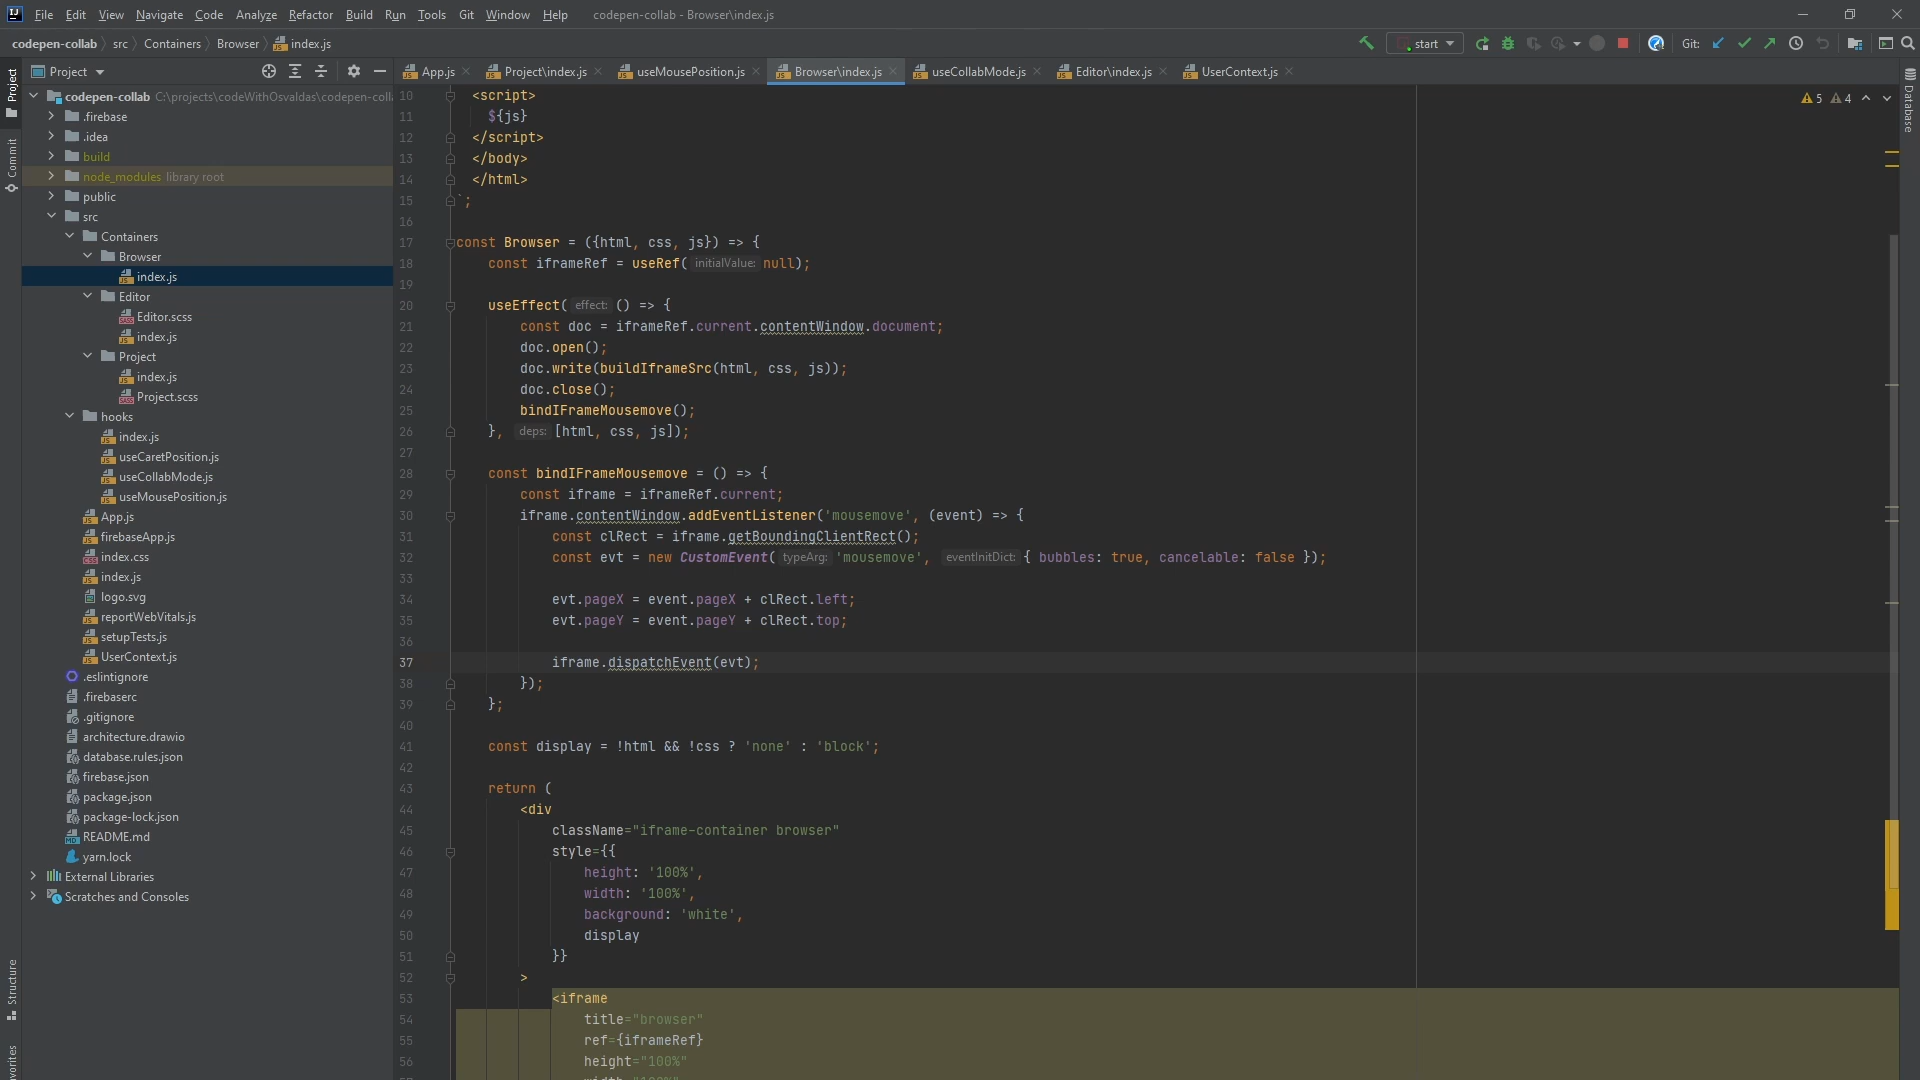 File Edit View Navigate Code Analyze Refactor Build Run Tools Git Window Help codepen-collab - Browser\index.js
codepen-collab src Containers Browser index.js start Git:
Project App.js Project\index.js useMousePosition.js Browser\index.js useCollabMode.js Editor\index.js UserContext.js
Project
Commit
Structure
Database
5 4
codepen-collab C:\projects\codeWithOsvaldas\codepen-coll
.firebase
.idea
build
node_modules library root
public
src
Containers
Browser
index.js
Editor
Editor.scss
index.js
Project
index.js
Project.scss
hooks
index.js
useCaretPosition.js
useCollabMode.js
useMousePosition.js
App.js
firebaseApp.js
index.css
index.js
logo.svg
reportWebVitals.js
setupTests.js
UserContext.js
.eslintignore
.firebaserc
.gitignore
architecture.drawio
database.rules.json
firebase.json
package.json
package-lock.json
README.md
yarn.lock
External Libraries
Scratches and Consoles
10 <script>
11 ${js}
12 </script>
13 </body>
14 </html>
15 `;
16
17 const Browser = ({html, css, js}) => {
18 const iframeRef = useRef( initialValue: null);
19
20 useEffect( effect: () => {
21 const doc = iframeRef.current.contentWindow.document;
22 doc.open();
23 doc.write(buildIframeSrc(html, css, js));
24 doc.close();
25 bindIFrameMousemove();
26 }, deps: [html, css, js]);
27
28 const bindIFrameMousemove = () => {
29 const iframe = iframeRef.current;
30 iframe.contentWindow.addEventListener('mousemove', (event) => {
31 const clRect = iframe.getBoundingClientRect();
32 const evt = new CustomEvent( typeArg: 'mousemove', eventInitDict: { bubbles: true, cancelable: false });
33
34 evt.pageX = event.pageX + clRect.left;
35 evt.pageY = event.pageY + clRect.top;
36
37 iframe.dispatchEvent(evt);
38 });
39 };
40
41 const display = !html && !css ? 'none' : 'block';
42
43 return (
44 <div
45 className="iframe-container browser"
46 style={{
47 height: '100%',
48 width: '100%',
49 background: 'white',
50 display
51 }}
52 >
53 <iframe
54 title="browser"
55 ref={iframeRef}
56 height="100%"